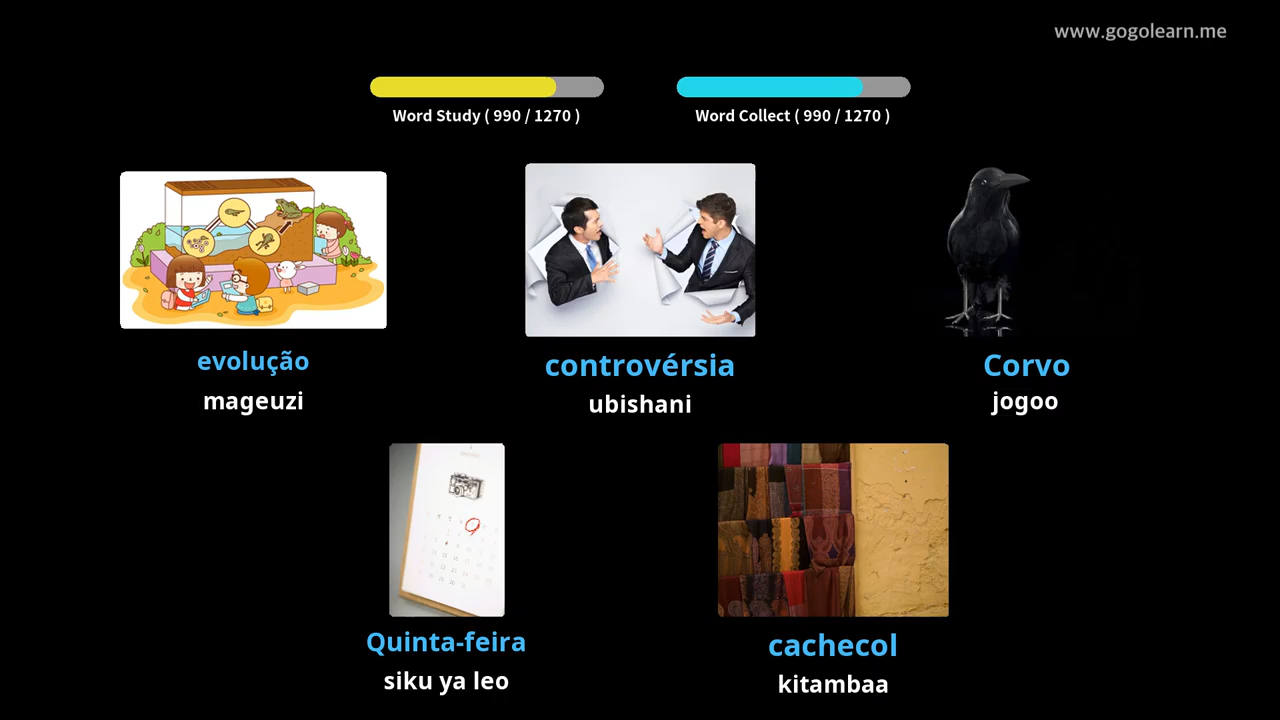 www.gogolearn.me
Word Study ( 990 / 1270 )
Word Collect ( 990 / 1270 )
evolução
mageuzi
controvérsia
ubishani
Corvo
jogoo
Quinta-feira
siku ya leo
cachecol
kitambaa